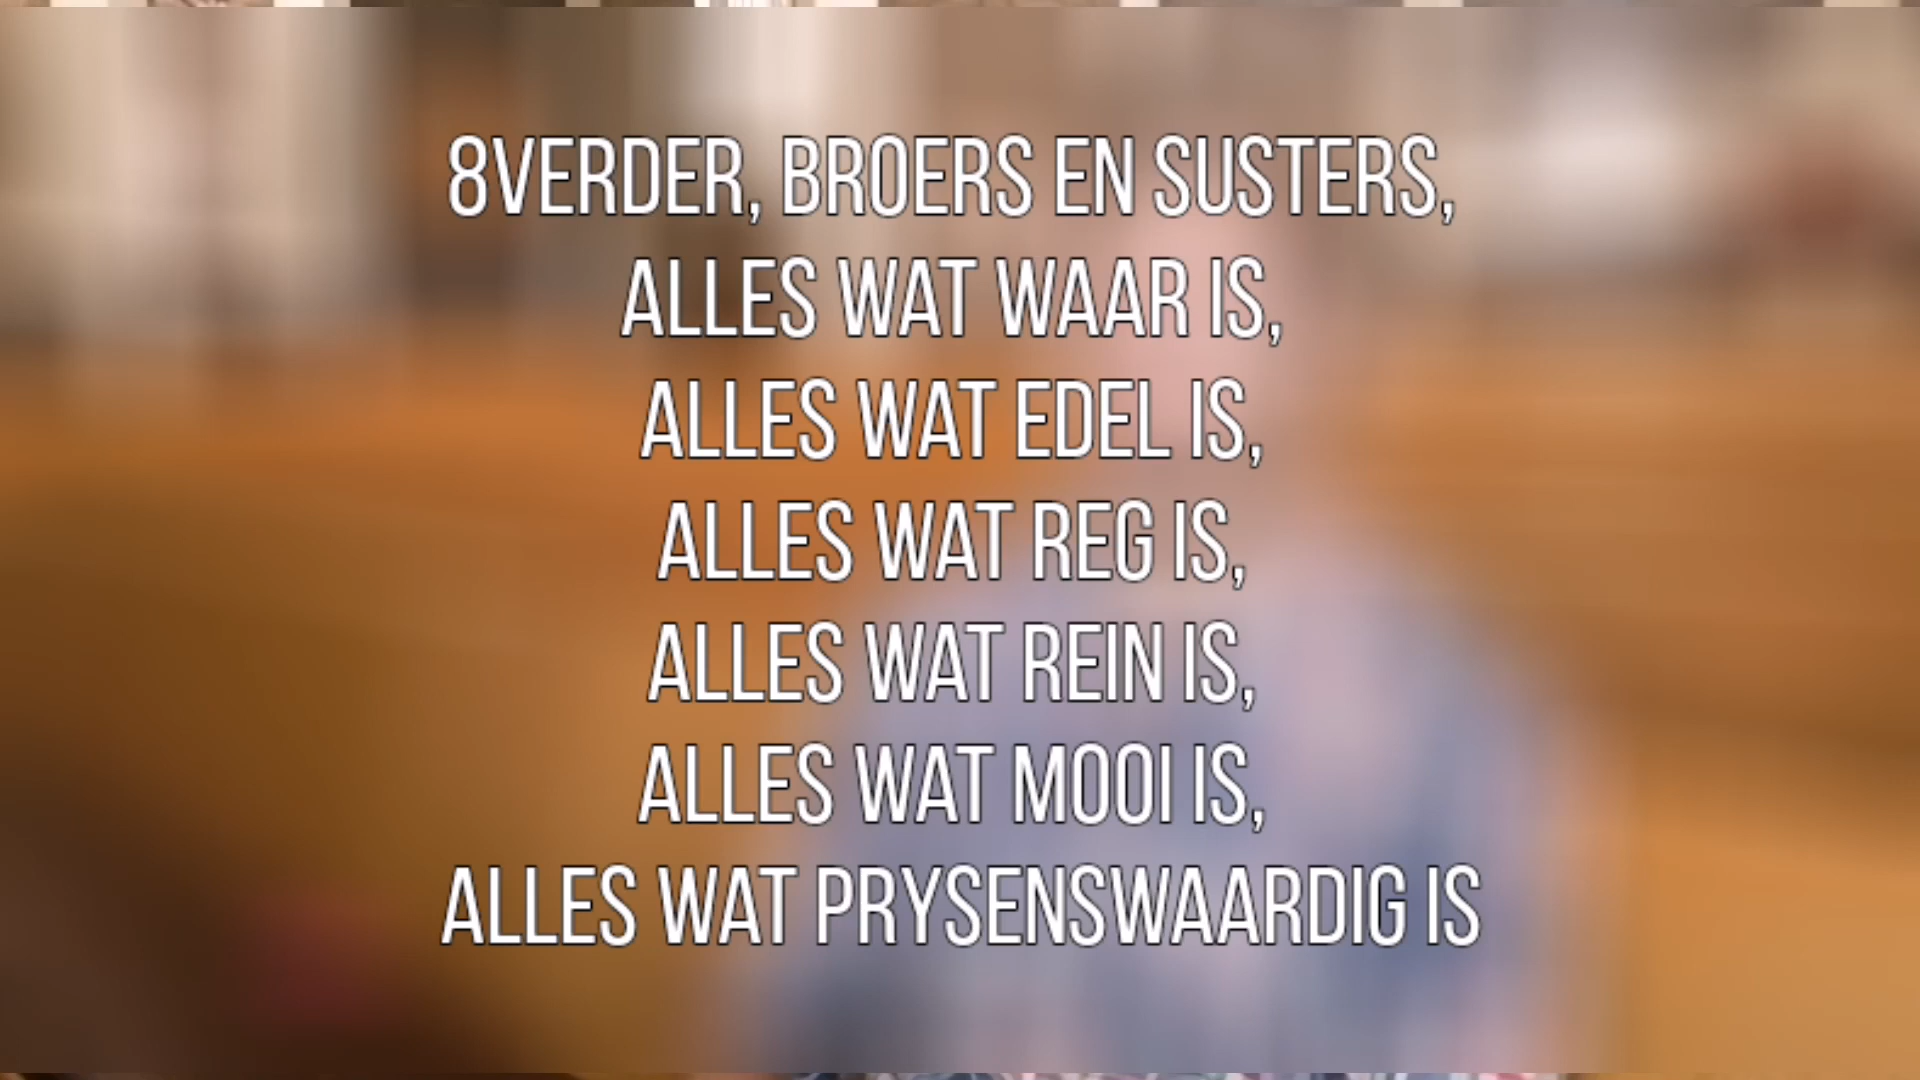 8VERDER, BROERS EN SUSTERS,
ALLES WAT WAAR IS,
ALLES WAT EDEL IS,
ALLES WAT REG IS,
ALLES WAT REIN IS,
ALLES WAT MOOI IS,
ALLES WAT PRYSENSWAARDIG IS